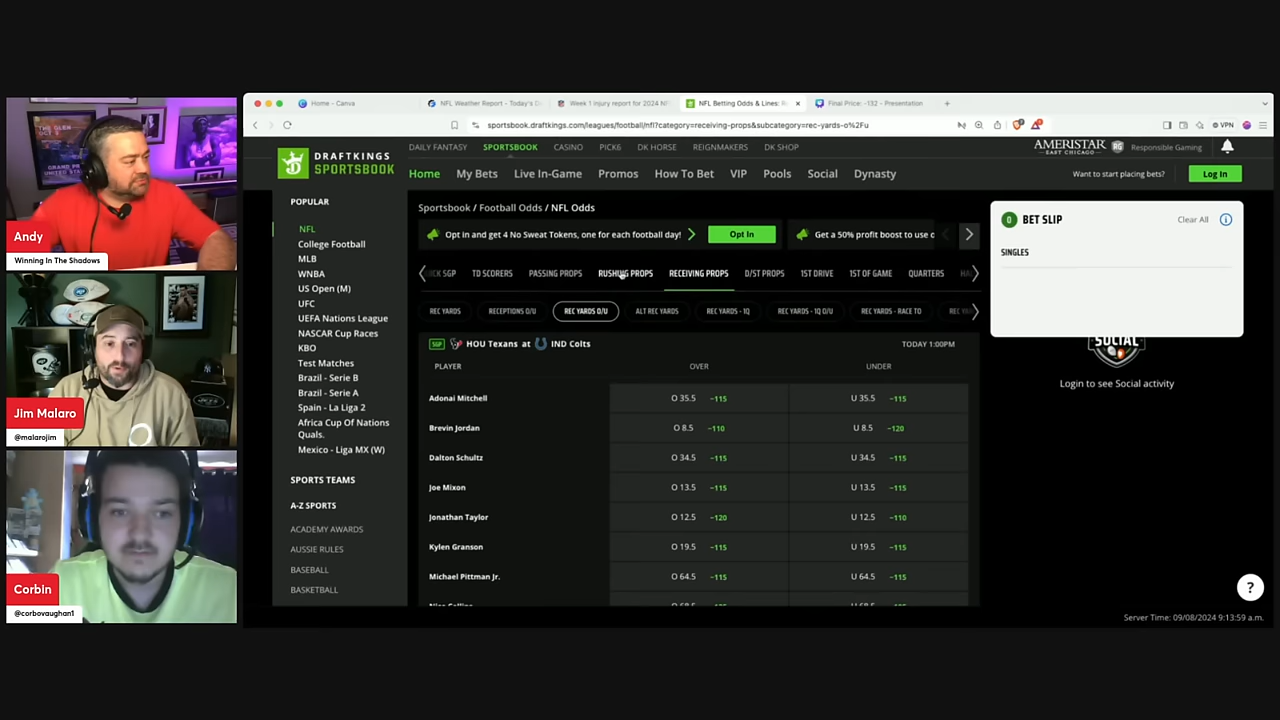 Andy
Winning In The Shadows
Jim Malaro
@malarojim
Corbin
@corbovaughan1
Home - Canva
NFL Weather Report - Today's D
Week 1 injury report for 2024 NF
NFL Betting Odds & Lines: R
Final Price: -132 - Presentation
sportsbook.draftkings.com/leagues/football/nfl?category=receiving-props&subcategory=rec-yards-o%2Fu
VPN
DRAFTKINGS
SPORTSBOOK
DAILY FANTASY
SPORTSBOOK
CASINO
PICK6
DK HORSE
REIGNMAKERS
DK SHOP
AMERISTAR
EAST CHICAGO
RG
Responsible Gaming
Home
My Bets
Live In-Game
Promos
How To Bet
VIP
Pools
Social
Dynasty
Want to start placing bets?
Log In
POPULAR
NFL
College Football
MLB
WNBA
US Open (M)
UFC
UEFA Nations League
NASCAR Cup Races
KBO
Test Matches
Brazil - Serie B
Brazil - Serie A
Spain - La Liga 2
Africa Cup Of Nations
Quals.
Mexico - Liga MX (W)
SPORTS TEAMS
A-Z SPORTS
ACADEMY AWARDS
AUSSIE RULES
BASEBALL
BASKETBALL
Sportsbook / Football Odds / NFL Odds
Opt in and get 4 No Sweat Tokens, one for each football day!
Opt In
Get a 50% profit boost to use
SGP
TD SCORERS
PASSING PROPS
RUSHING PROPS
RECEIVING PROPS
D/ST PROPS
1ST DRIVE
1ST OF GAME
QUARTERS
REC YARDS
RECEPTIONS O/U
REC YARDS O/U
ALT REC YARDS
REC YARDS - 1Q
REC YARDS - 1Q O/U
REC YARDS - RACE TO
SGP HOU Texans at IND Colts
TODAY 1:00PM
PLAYER OVER UNDER
Adonai Mitchell O 35.5 −115 U 35.5 −115
Brevin Jordan O 8.5 −110 U 8.5 −120
Dalton Schultz O 34.5 −115 U 34.5 −115
Joe Mixon O 13.5 −115 U 13.5 −115
Jonathan Taylor O 12.5 −120 U 12.5 −110
Kylen Granson O 19.5 −115 U 19.5 −115
Michael Pittman Jr. O 64.5 −115 U 64.5 −115
0 BET SLIP
Clear All
SINGLES
SOCIAL
Login to see Social activity
?
Server Time: 09/08/2024 9:13:59 a.m.